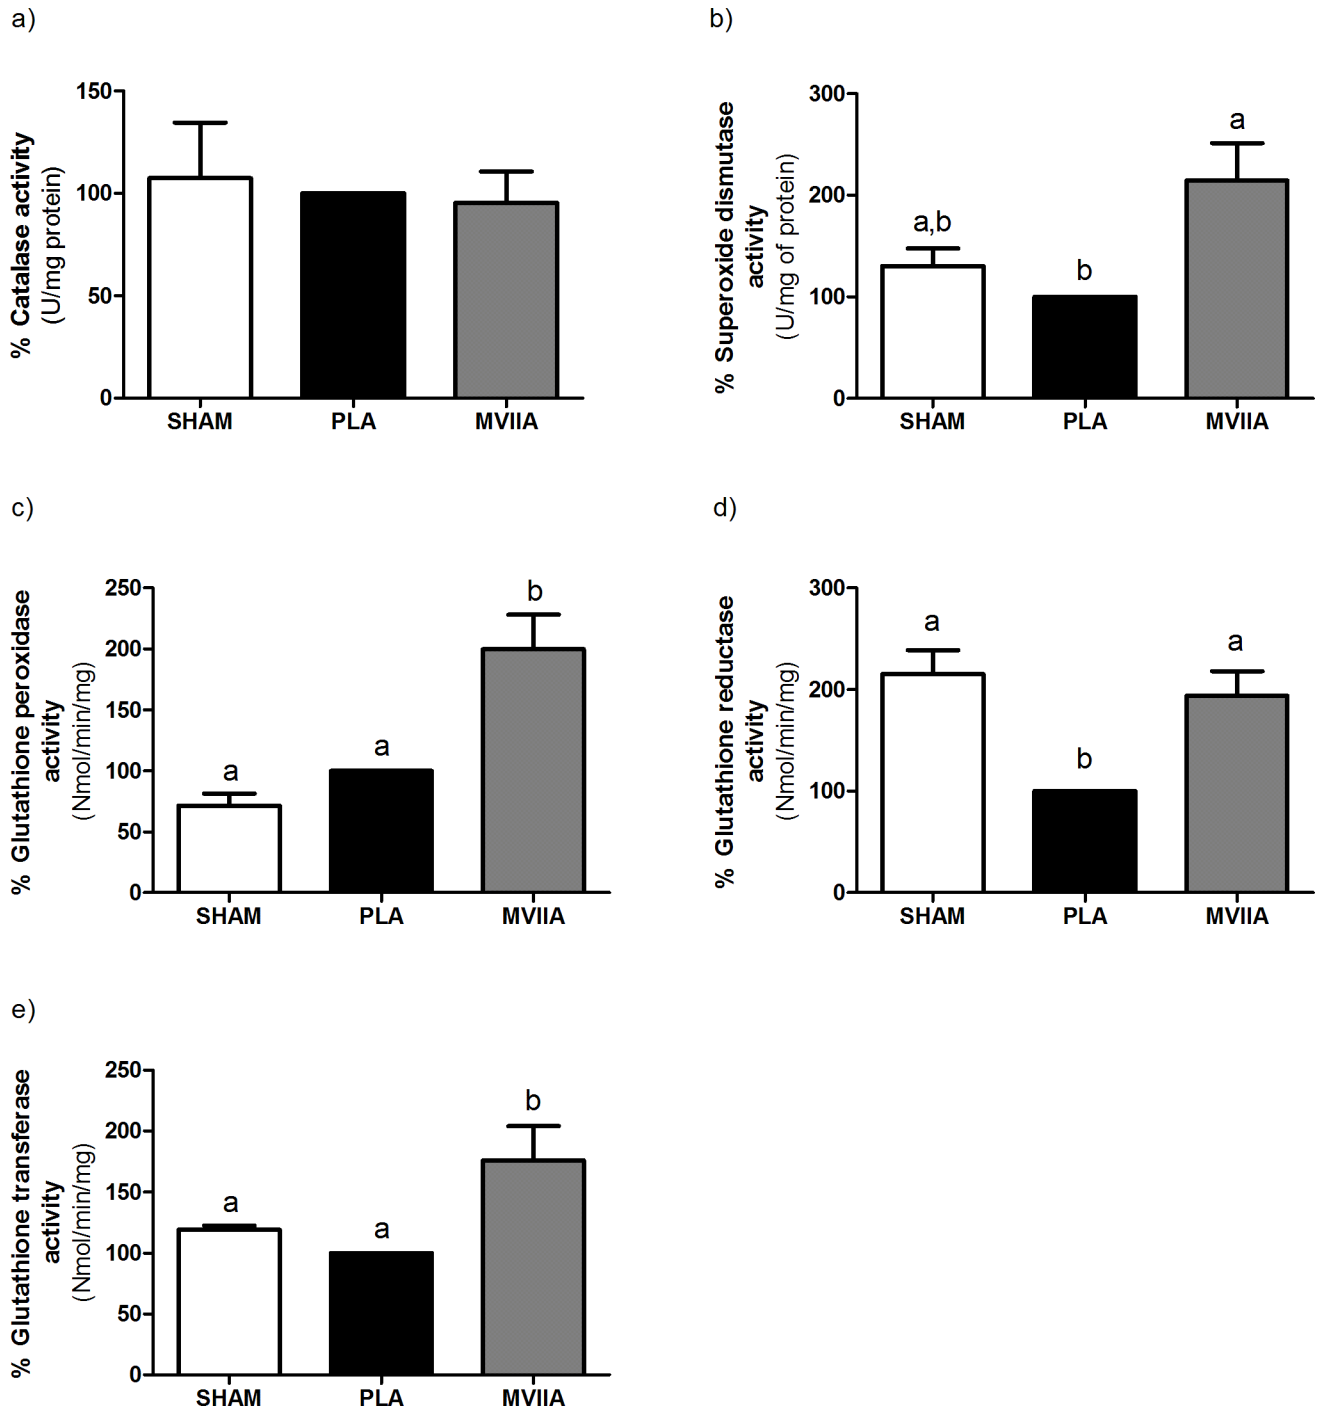 a)
% Catalase activity
(U/mg protein)
150
100
50
0
SHAM PLA MVIIA
b)
% Superoxide dismutase
activity
(U/mg of protein)
300
200
100
0
a,b
b
a
SHAM PLA MVIIA
c)
% Glutathione peroxidase
activity
(Nmol/min/mg)
250
200
150
100
50
0
a
a
b
SHAM PLA MVIIA
d)
% Glutathione reductase
activity
(Nmol/min/mg)
300
200
100
0
a
b
a
SHAM PLA MVIIA
e)
% Glutathione transferase
activity
(Nmol/min/mg)
250
200
150
100
50
0
a
a
b
SHAM PLA MVIIA